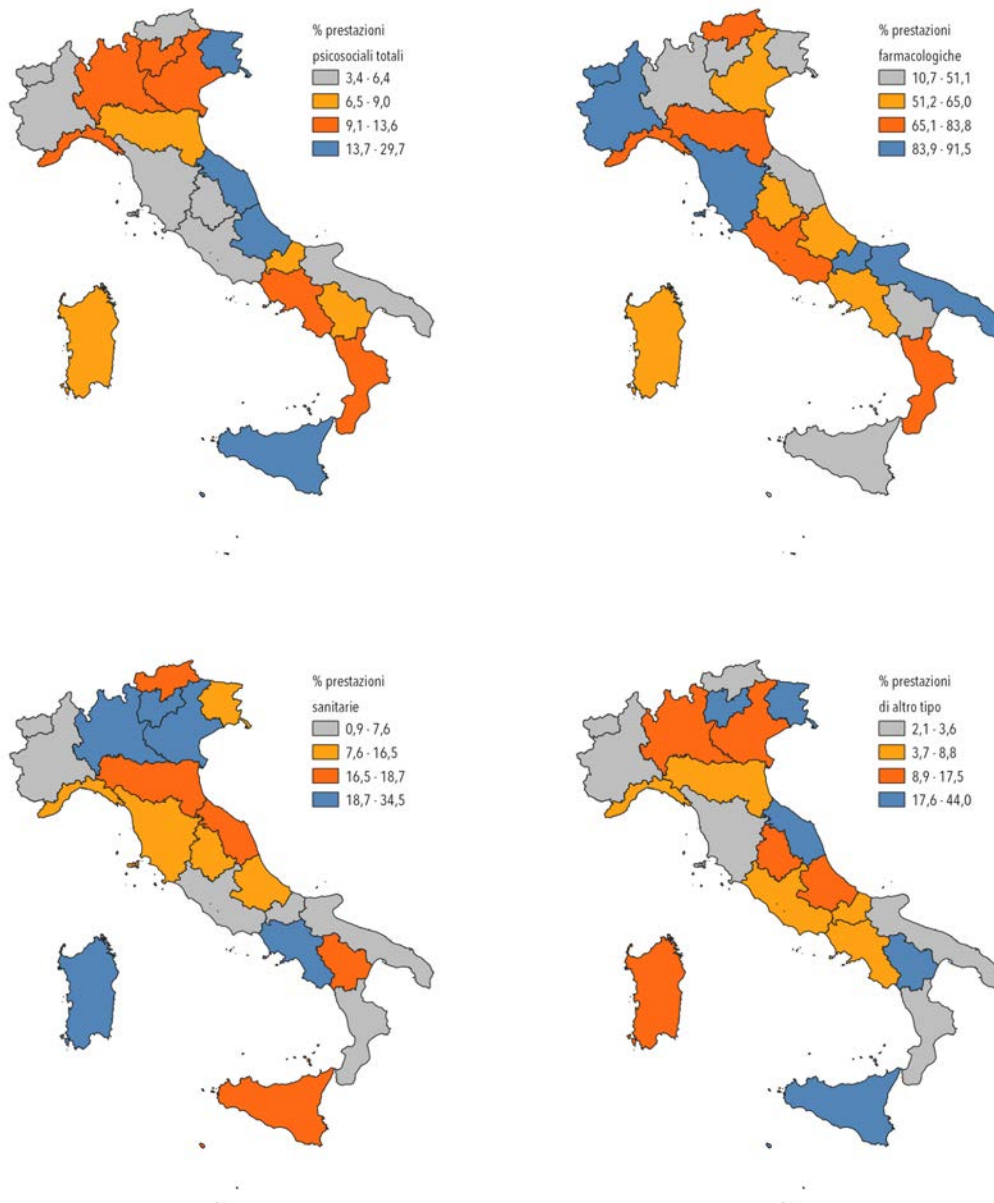 % prestazioni
psicosociali totali
3,4 - 6,4
6,5 - 9,0
9,1 - 13,6
13,7 - 29,7
% prestazioni
farmacologiche
10,7 - 51,1
51,2 - 65,0
65,1 - 83,8
83,9 - 91,5
% prestazioni
sanitarie
0,9 - 7,6
7,6 - 16,5
16,5 - 18,7
18,7 - 34,5
% prestazioni
di altro tipo
2,1 - 3,6
3,7 - 8,8
8,9 - 17,5
17,6 - 44,0